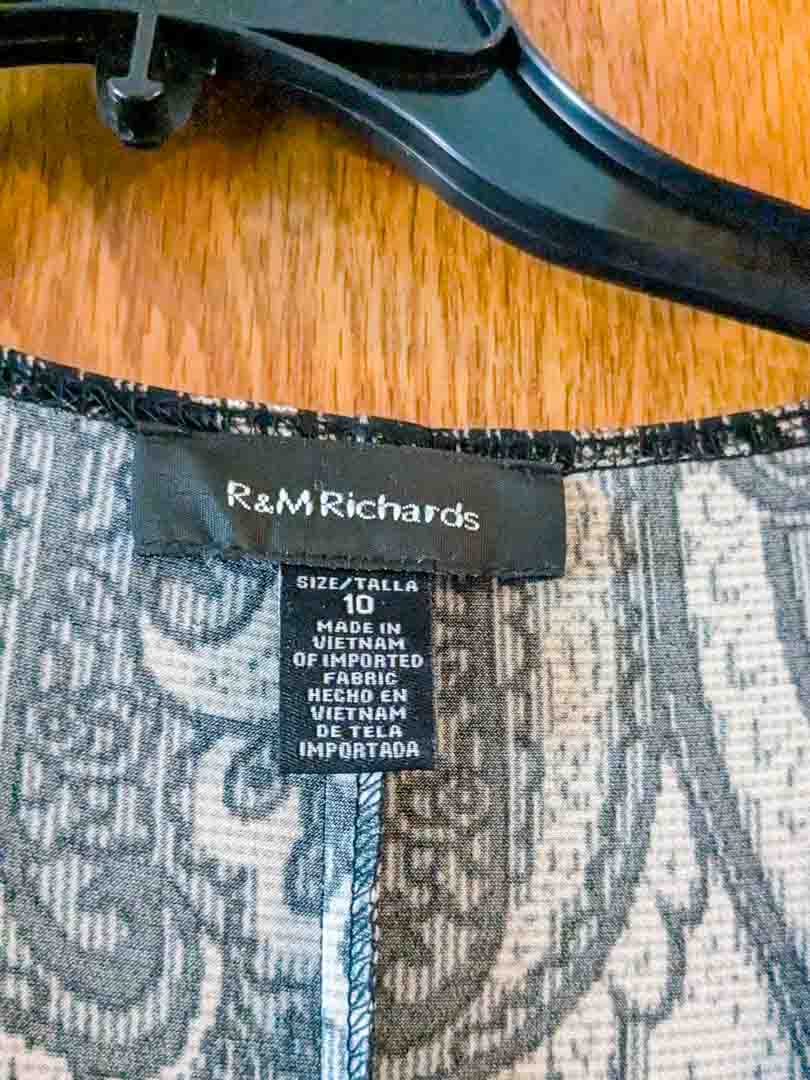 R&M Richards
SIZE/TALLA
10
MADE IN
VIETNAM
OF IMPORTED
FABRIC
HECHO EN
VIETNAM
DE TELA
IMPORTADA